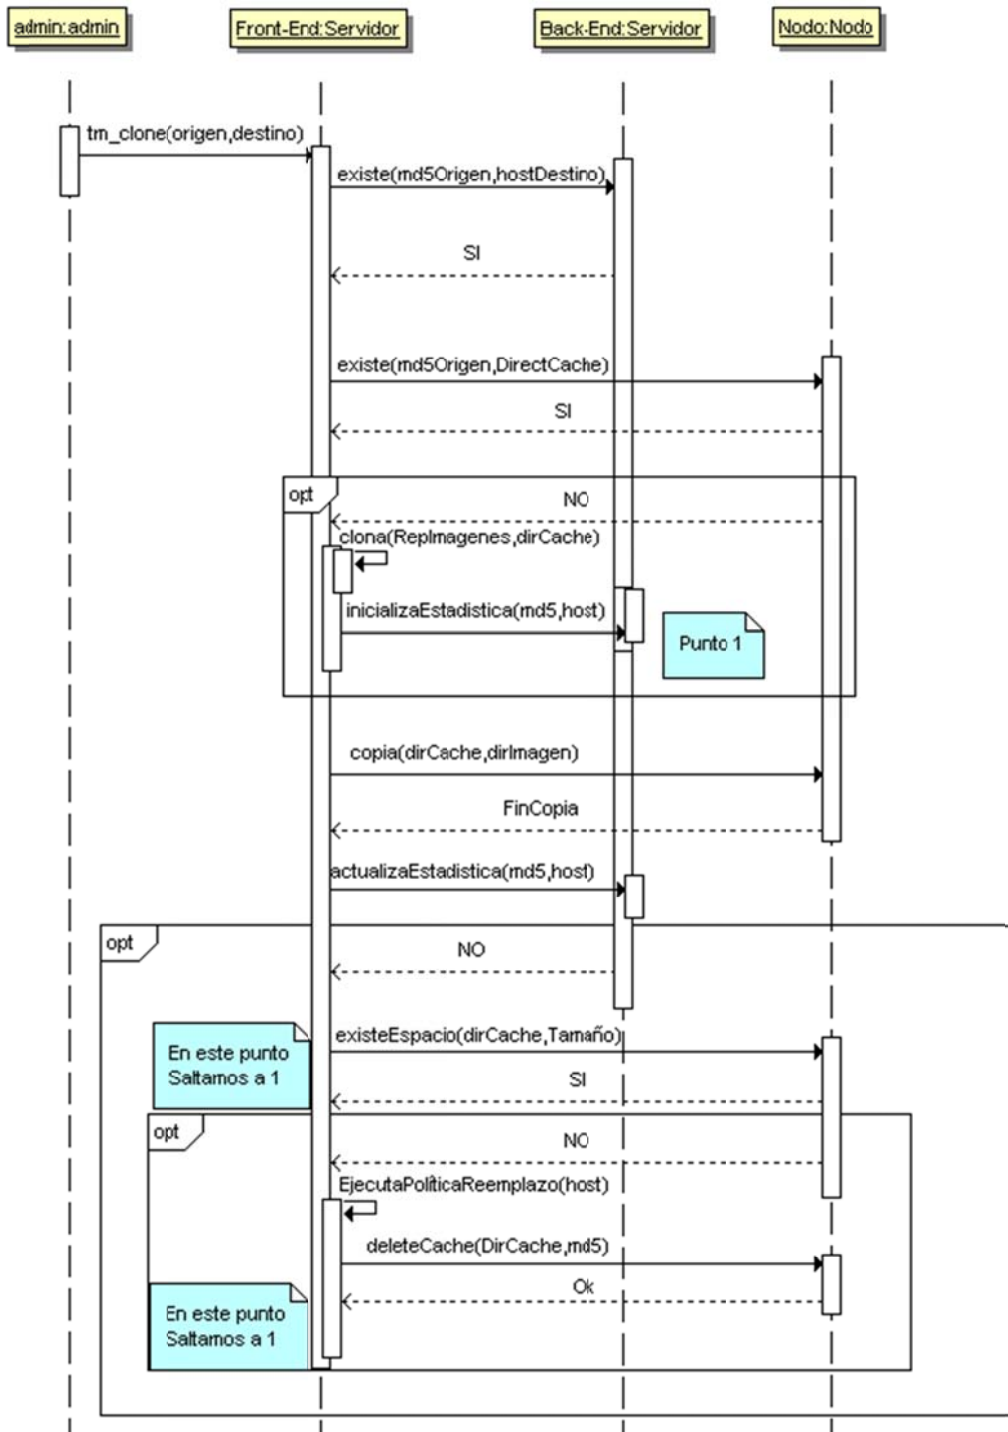 admin:admin
Front-End:Servidor
Back-End:Servidor
Nodo:Nodo
tm_clone(origen,destino)
existe(md5Origen,hostDestino)
SI
existe(md5Origen,DirectCache)
SI
opt
NO
clona(RepImagenes,dirCache)
inicializaEstadistica(md5,host)
Punto 1
copia(dirCache,dirImagen)
FinCopia
actualizaEstadistica(md5,host)
opt
NO
existeEspacio(dirCache,Tamaño)
En este punto
Saltamos a 1
SI
opt
NO
EjecutaPolíticaReemplazo(host)
deleteCache(DirCache,md5)
Ok
En este punto
Saltamos a 1